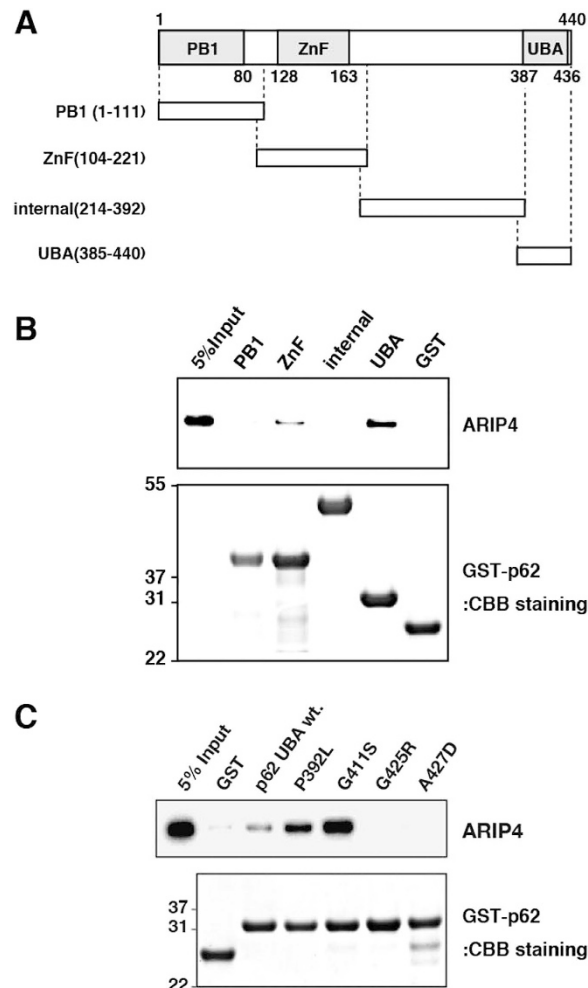 A
1 440
PB1 ZnF UBA
80 128 163 387 436
PB1 (1-111)
ZnF(104-221)
internal(214-392)
UBA(385-440)
B
5%Input PB1 ZnF internal UBA GST
ARIP4
55
37
31
22
GST-p62
:CBB staining
C
5% Input GST p62 UBA wt. P392L G411S G425R A427D
ARIP4
37
31
22
GST-p62
:CBB staining